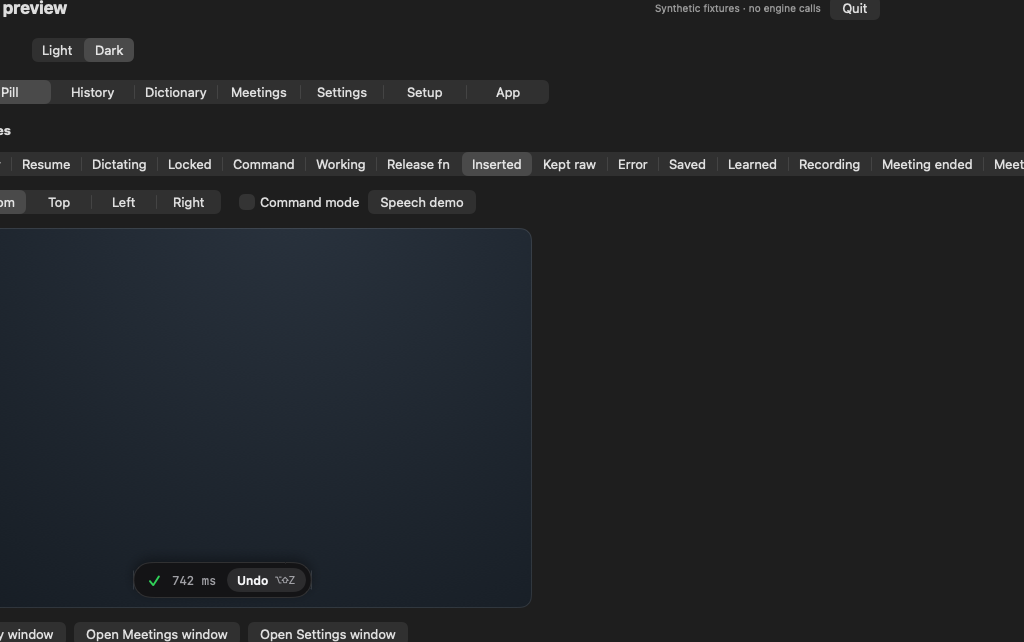 preview
Synthetic fixtures · no engine calls
Quit
Light Dark
Pill History Dictionary Meetings Settings Setup App
es
Resume Dictating Locked Command Working Release fn Inserted Kept raw Error Saved Learned Recording Meeting ended Meet
om Top Left Right Command mode Speech demo
742 ms Undo ⌥⇧Z
y window Open Meetings window Open Settings window